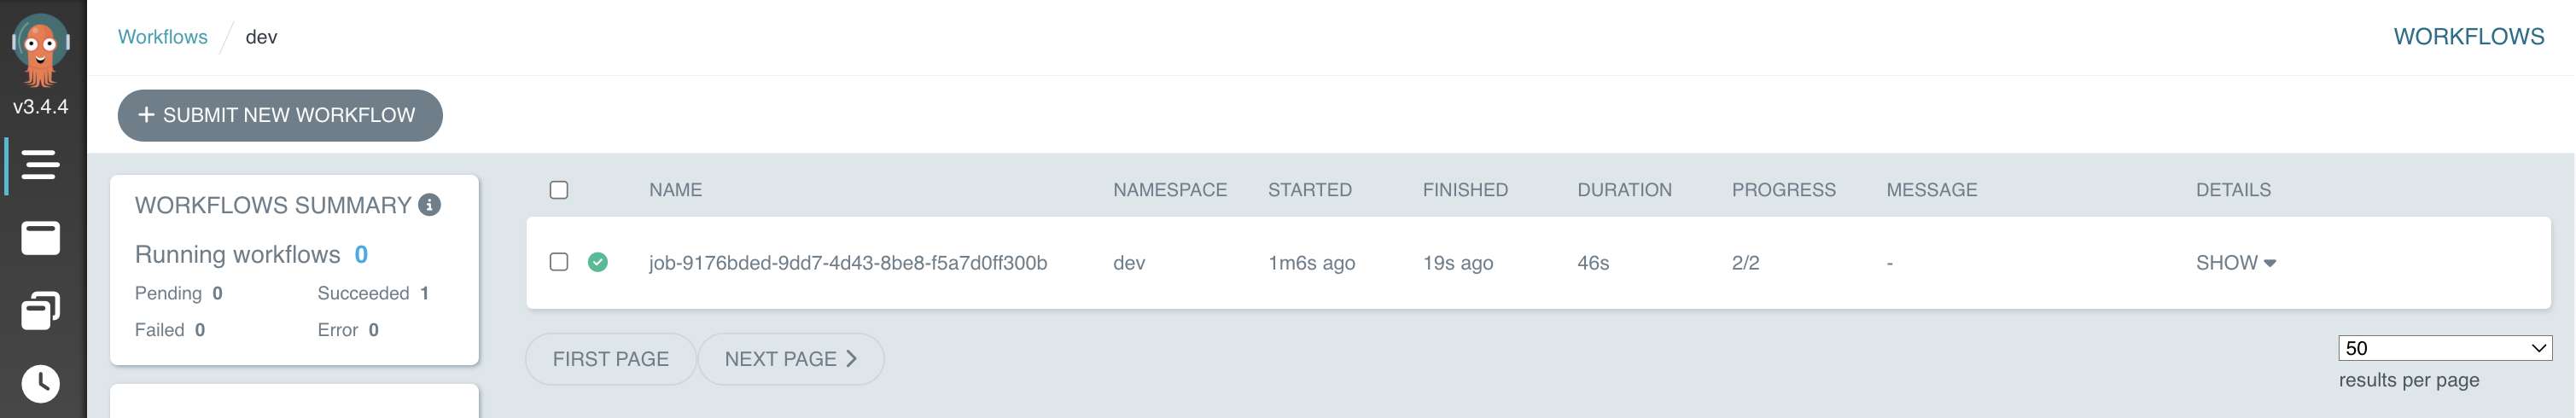 Workflows / dev
WORKFLOWS
v3.4.4
+ SUBMIT NEW WORKFLOW
WORKFLOWS SUMMARY
Running workflows 0
Pending 0 Succeeded 1
Failed 0 Error 0
NAME NAMESPACE STARTED FINISHED DURATION PROGRESS MESSAGE DETAILS
job-9176bded-9dd7-4d43-8be8-f5a7d0ff300b dev 1m6s ago 19s ago 46s 2/2 - SHOW
FIRST PAGE NEXT PAGE
50
results per page